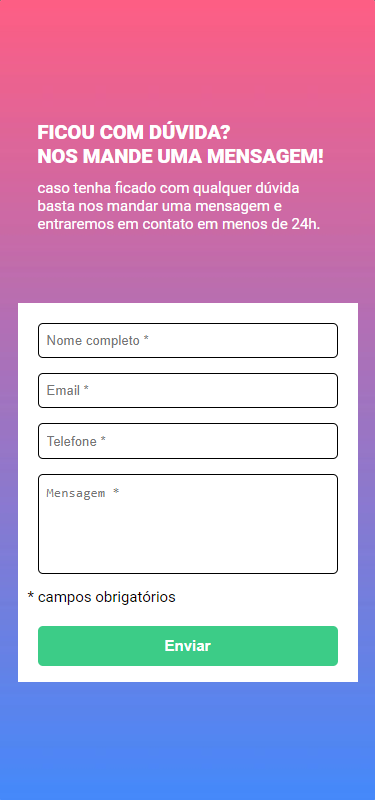 FICOU COM DÚVIDA?
NOS MANDE UMA MENSAGEM!
caso tenha ficado com qualquer dúvida
basta nos mandar uma mensagem e
entraremos em contato em menos de 24h.
Nome completo *
Email *
Telefone *
Mensagem *
* campos obrigatórios
Enviar